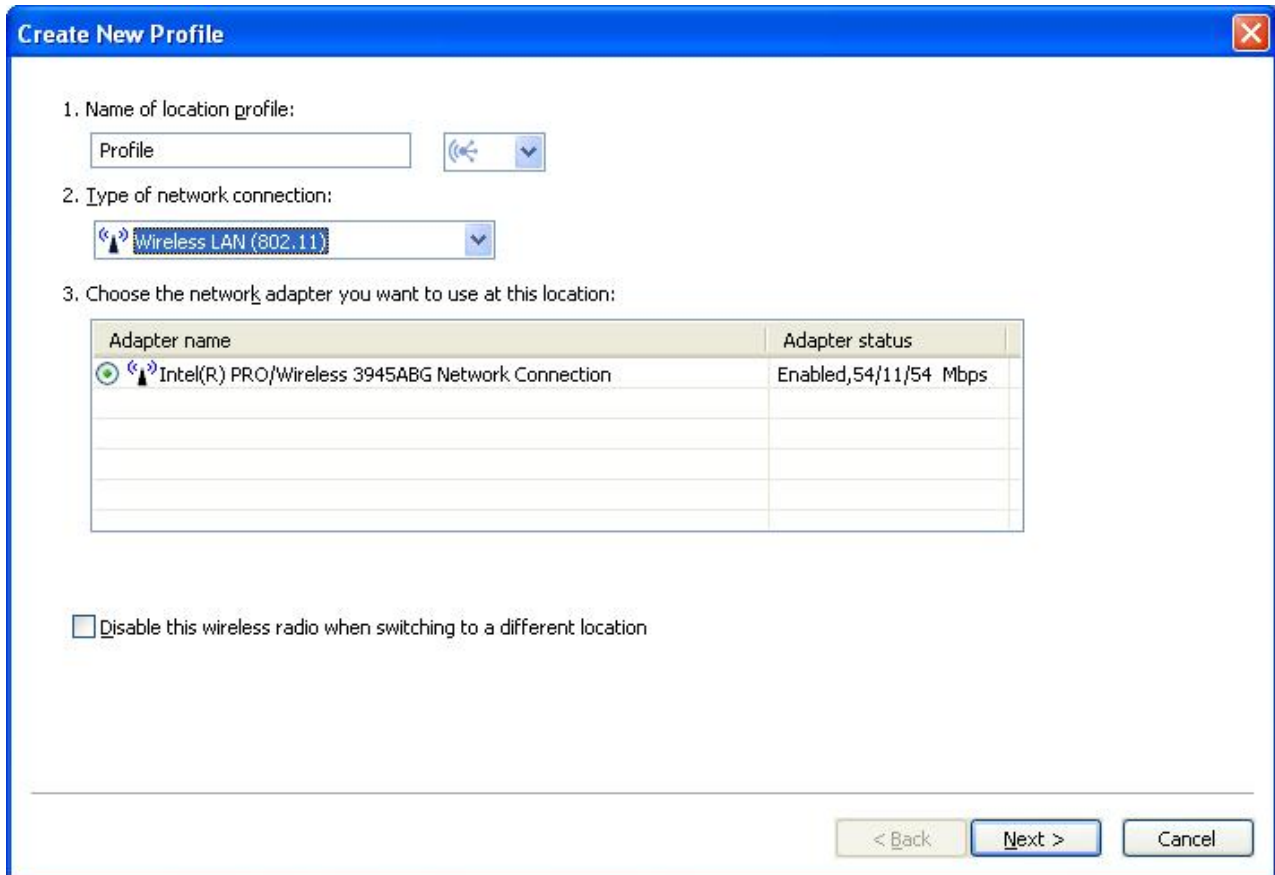 Create New Profile
1. Name of location profile:
Profile
2. Type of network connection:
Wireless LAN (802.11)
3. Choose the network adapter you want to use at this location:
Adapter name Adapter status
Intel(R) PRO/Wireless 3945ABG Network Connection Enabled,54/11/54 Mbps
Disable this wireless radio when switching to a different location
< Back Next > Cancel